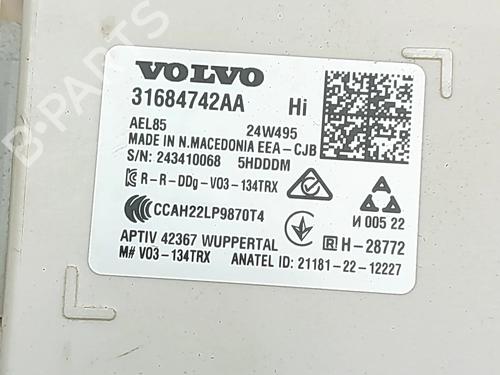 VOLVO
31684742AA Hi
AEL85 24W495
MADE IN N.MACEDONIA EEA-CJB
S/N: 243410068 5HDDDM
R-R-DDg-V03-134TRX
CCAH22LP9870T4
И 005 22
APTIV 42367 WUPPERTAL R H-28772
M# V03-134TRX ANATEL ID: 21181-22-12227
B-PARTS